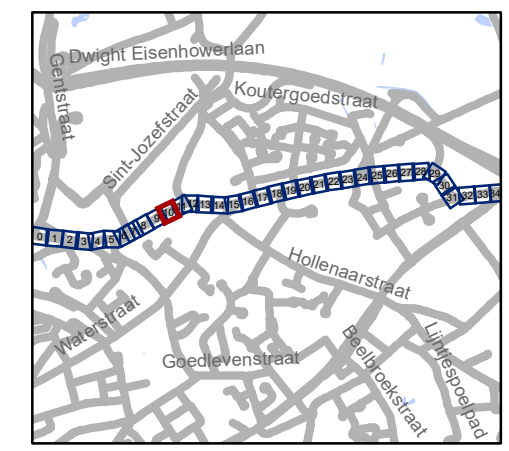 Dwight Eisenhowerlaan
Gentstraat
Koutergoedstraat
Sint-Jozefstraat
0 1 2 3 4 5 6 7 8 9 10 11 12 13 14 15 16 17 18 19 20 21 22 23 24 25 26 27 28 29 30 31 32 33 34
Hollenaarstraat
Waterstraat
Goedlevenstraat
Beelbroekstraat
Lijntjespoelpad